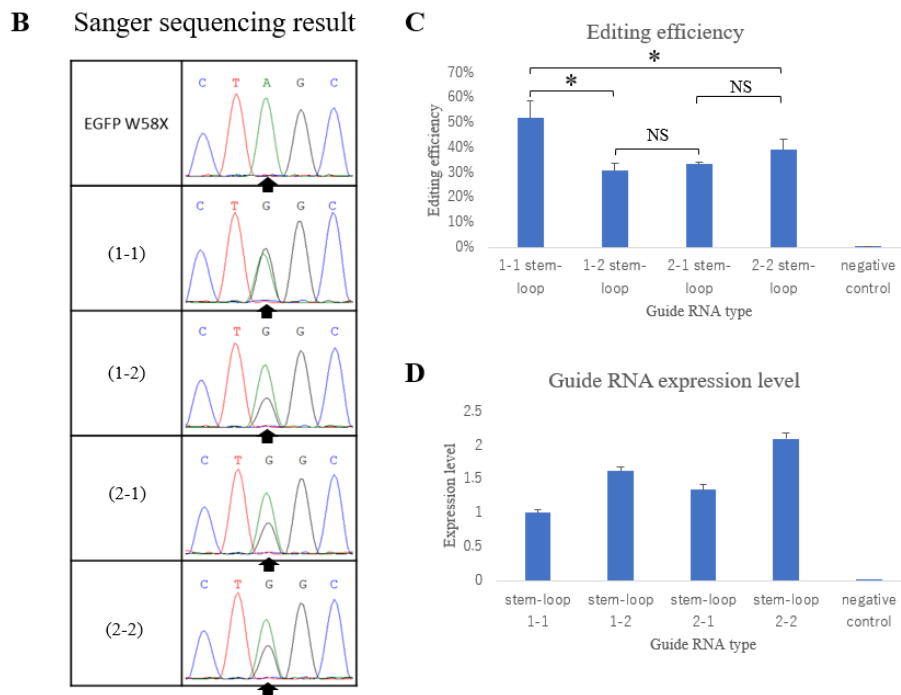 B Sanger sequencing result
EGFP W58X
C T A G C
(1-1)
C T G G C
(1-2)
C T G G C
(2-1)
C T G G C
(2-2)
C T G G C
C
Editing efficiency
70%
60%
50%
40%
30%
20%
10%
0%
Editing efficiency
*
*
NS
NS
1-1 stem-
loop
1-2 stem-
loop
2-1 stem-
loop
2-2 stem-
loop
negative
control
Guide RNA type
D
Guide RNA expression level
2.5
2
1.5
1
0.5
0
Expression level
stem-loop
1-1
stem-loop
1-2
stem-loop
2-1
stem-loop
2-2
negative
control
Guide RNA type